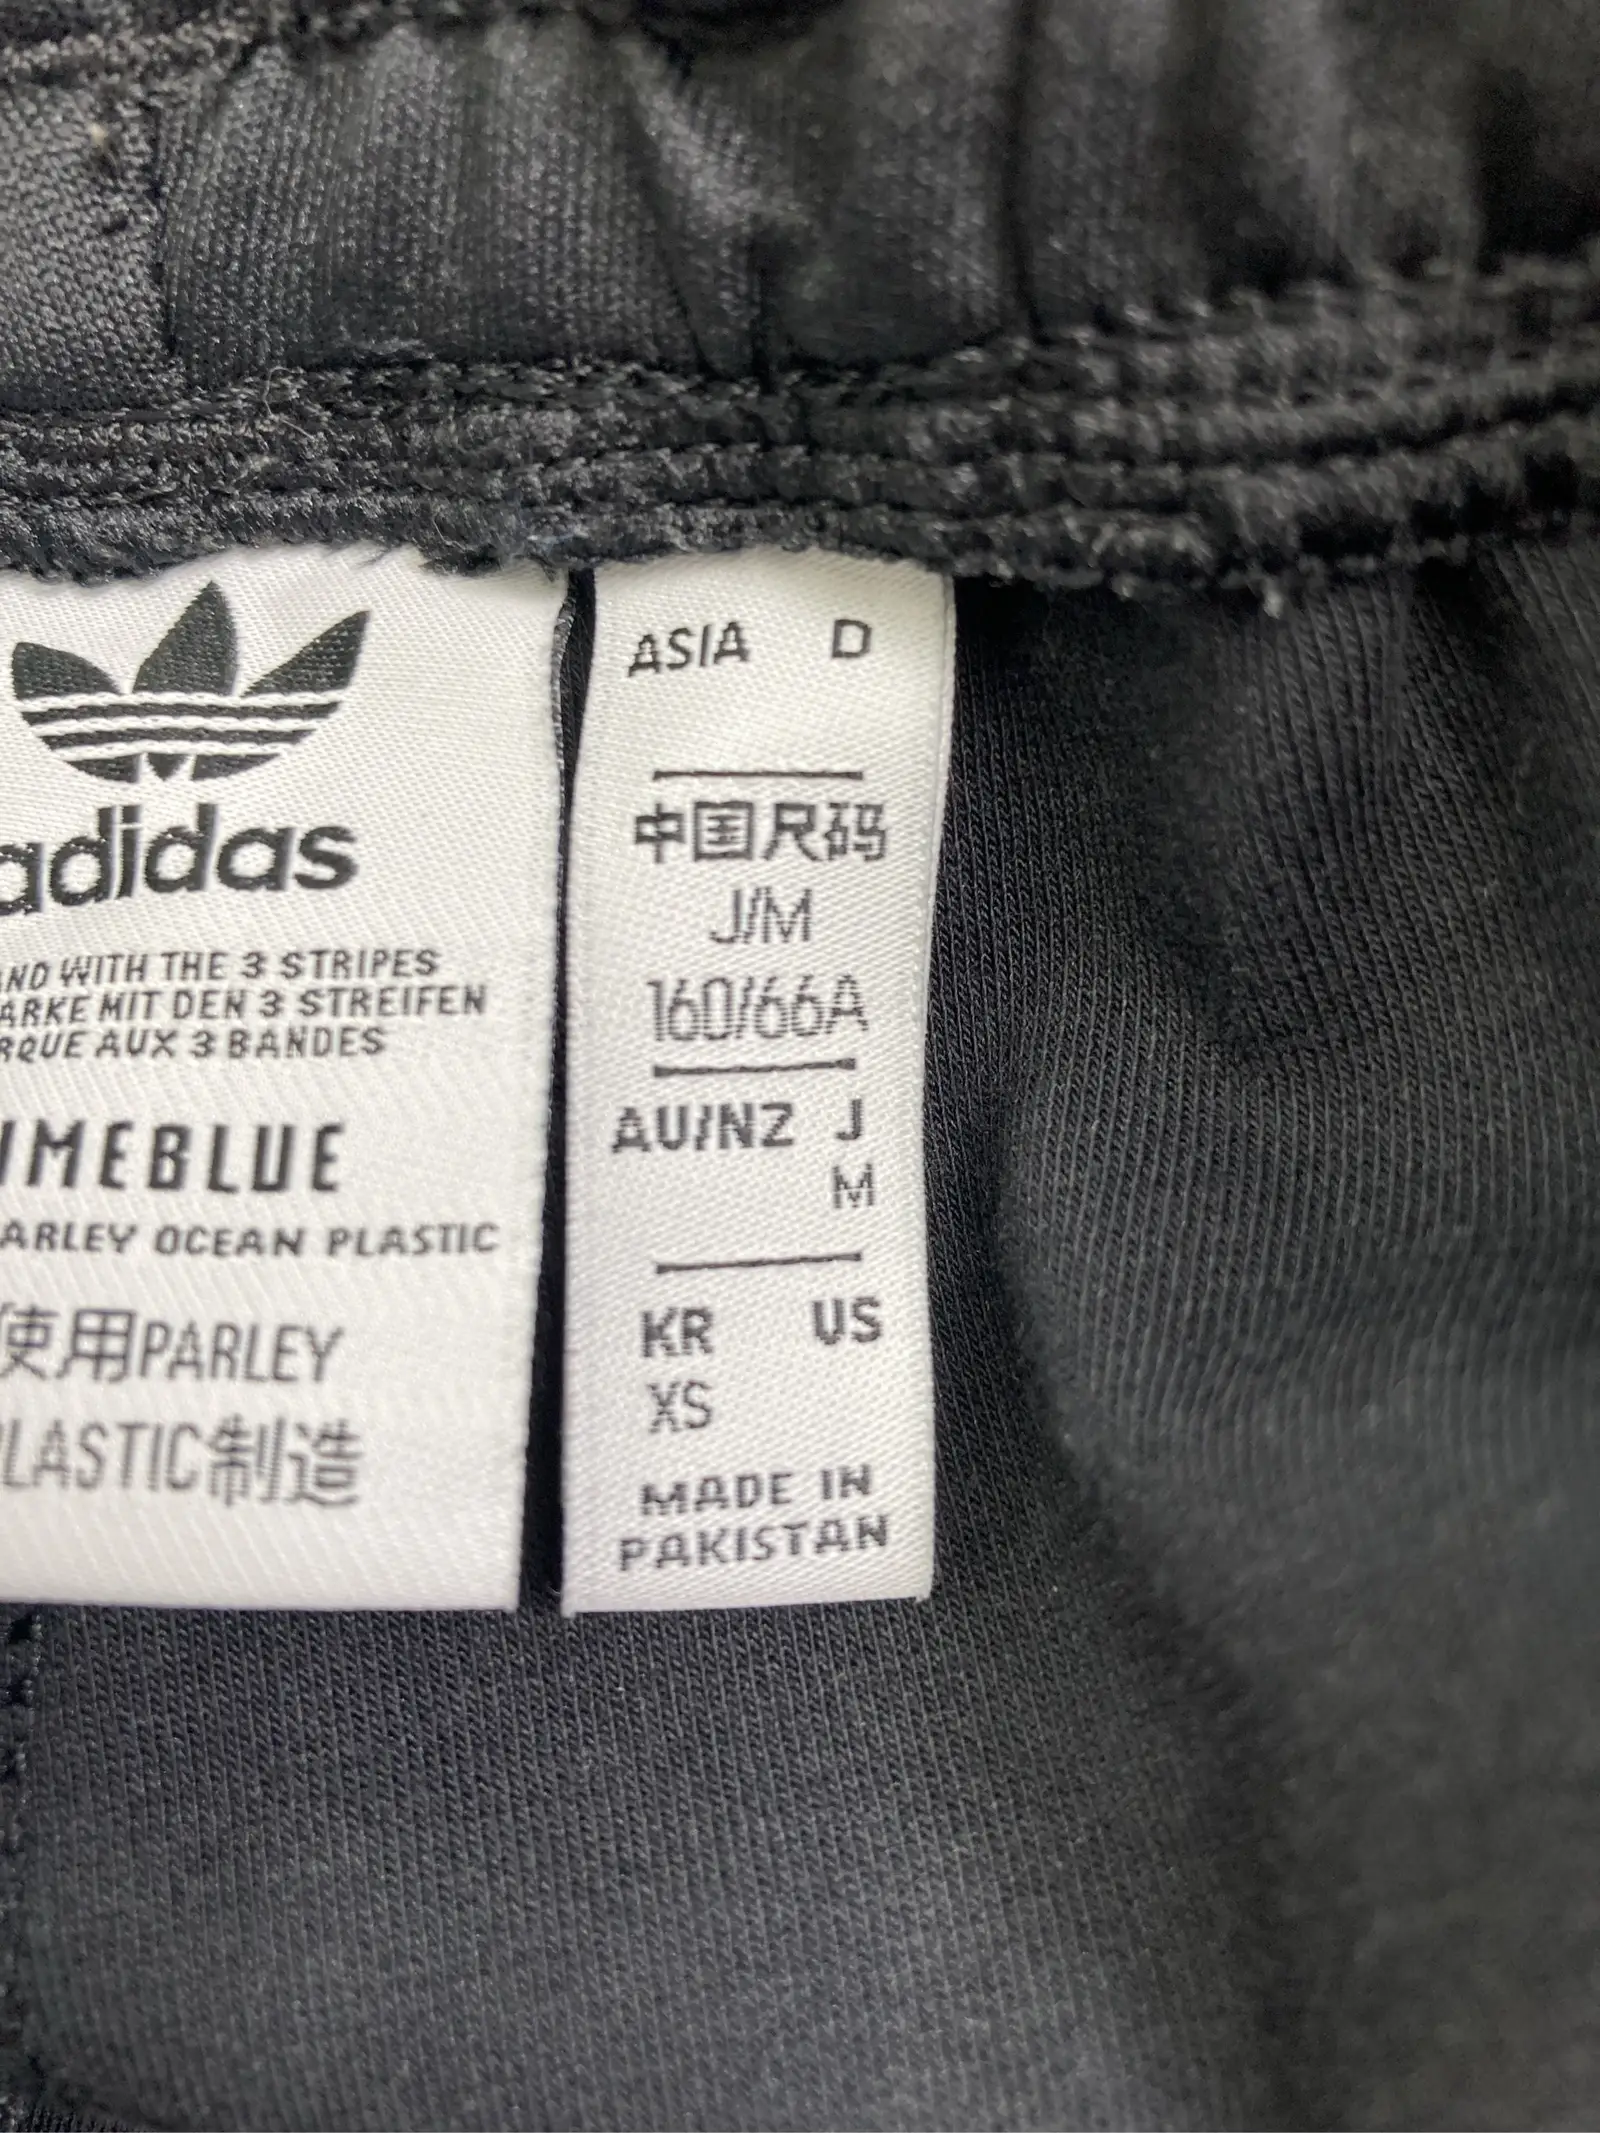 adidas
AND WITH THE 3 STRIPES
ARKE MIT DEN 3 STREIFEN
RQUE AUX 3 BANDES
IMEBLUE
ARLEY OCEAN PLASTIC
使用PARLEY
PLASTIC制造
ASIA D
中国尺码
J/M
160/66A
AU/NZ J
M
KR US
XS
MADE IN
PAKISTAN